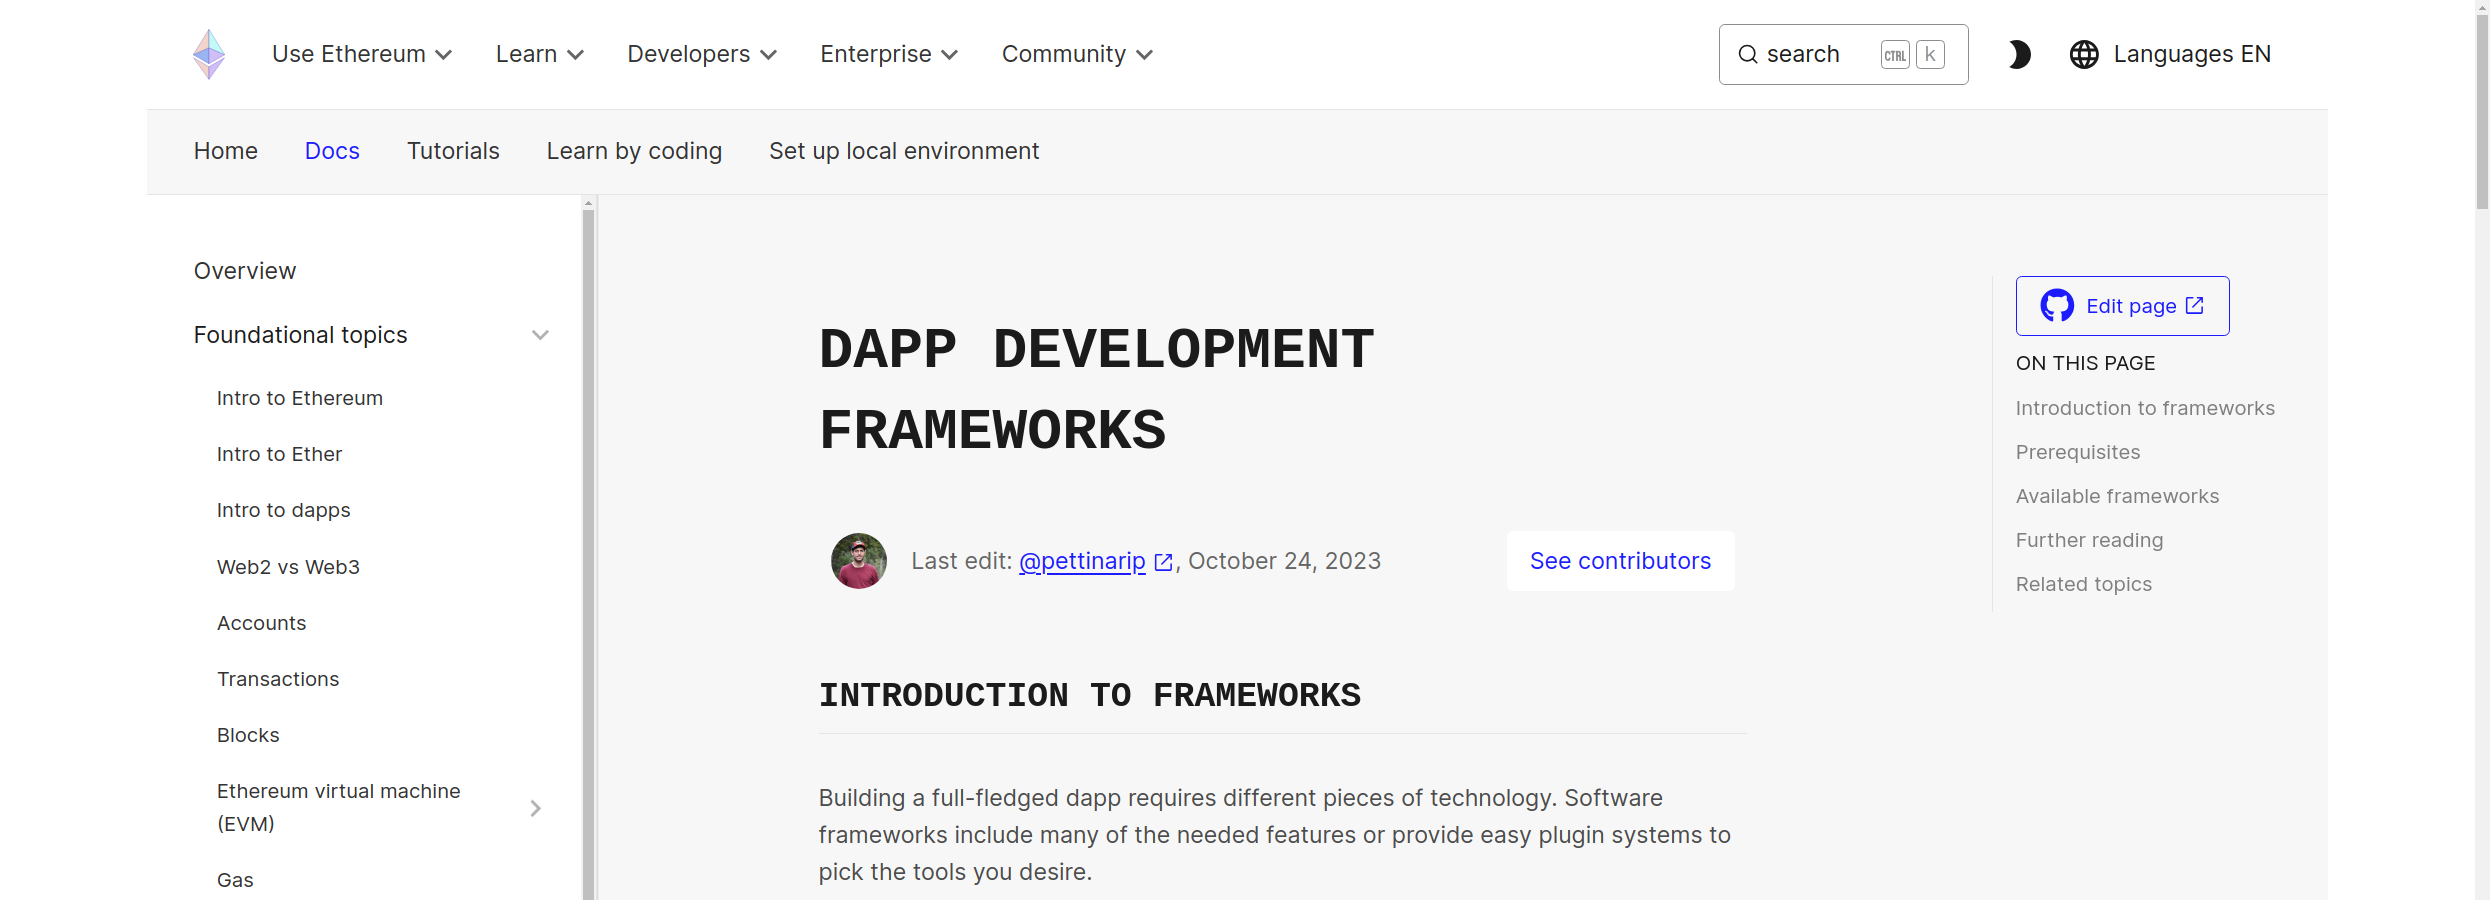 Use Ethereum Learn Developers Enterprise Community search CTRL k Languages EN
Home Docs Tutorials Learn by coding Set up local environment
Overview
Foundational topics
Intro to Ethereum
Intro to Ether
Intro to dapps
Web2 vs Web3
Accounts
Transactions
Blocks
Ethereum virtual machine
(EVM)
Gas
DAPP DEVELOPMENT
FRAMEWORKS
Last edit: @pettinarip , October 24, 2023 See contributors
INTRODUCTION TO FRAMEWORKS
Building a full-fledged dapp requires different pieces of technology. Software
frameworks include many of the needed features or provide easy plugin systems to
pick the tools you desire.
Edit page
ON THIS PAGE
Introduction to frameworks
Prerequisites
Available frameworks
Further reading
Related topics